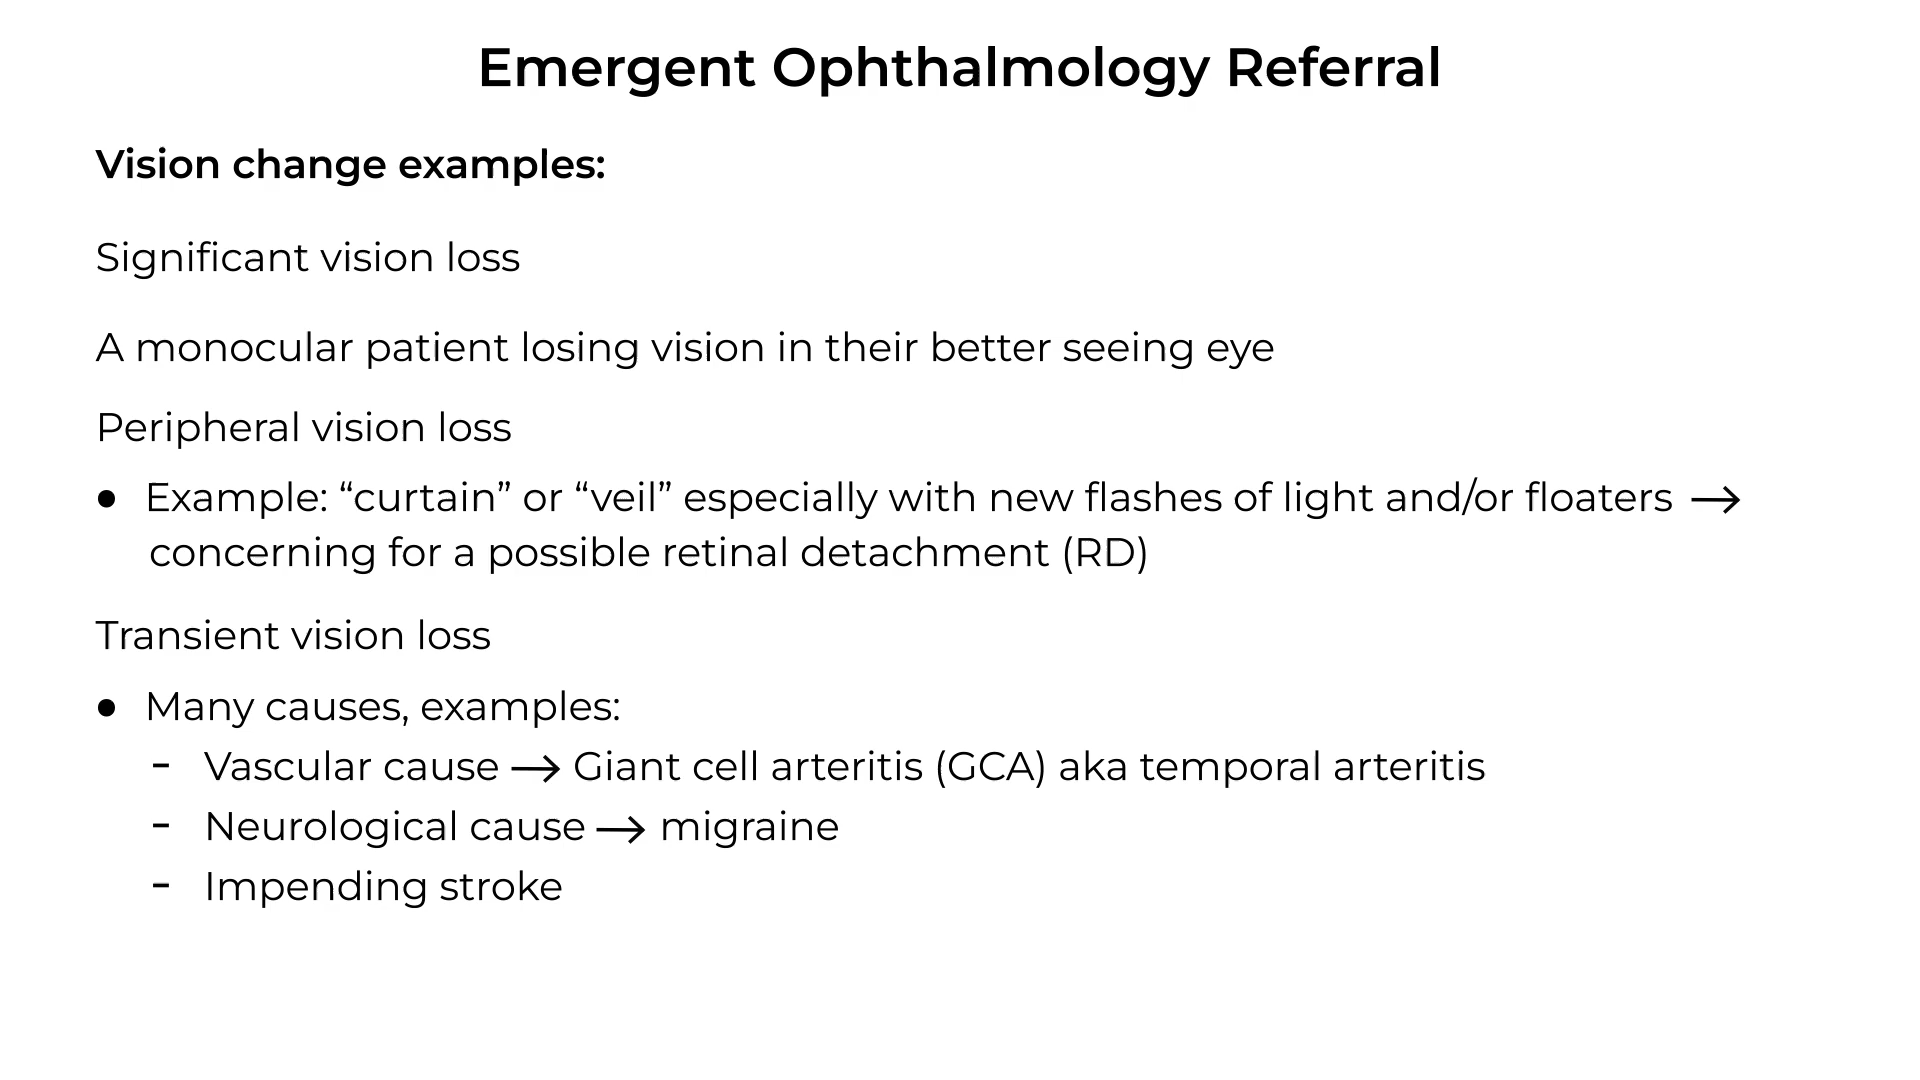 Emergent Ophthalmology Referral
Vision change examples:
Significant vision loss
A monocular patient losing vision in their better seeing eye
Peripheral vision loss
● Example: “curtain” or “veil” especially with new flashes of light and/or floaters →
concerning for a possible retinal detachment (RD)
Transient vision loss
● Many causes, examples:
- Vascular cause → Giant cell arteritis (GCA) aka temporal arteritis
- Neurological cause → migraine
- Impending stroke